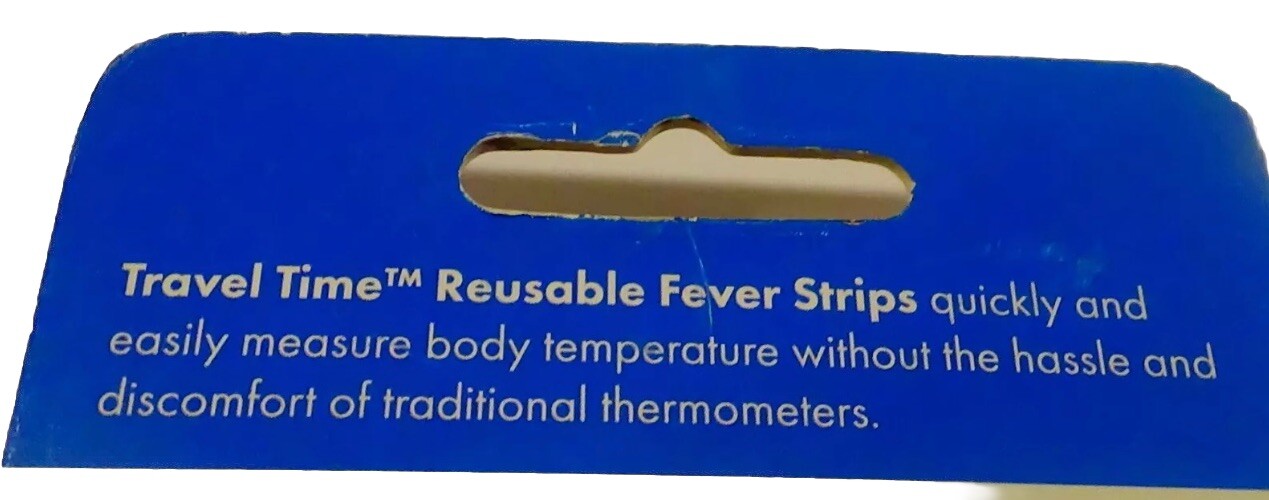 Travel Time™ Reusable Fever Strips quickly and
easily measure body temperature without the hassle and
discomfort of traditional thermometers.